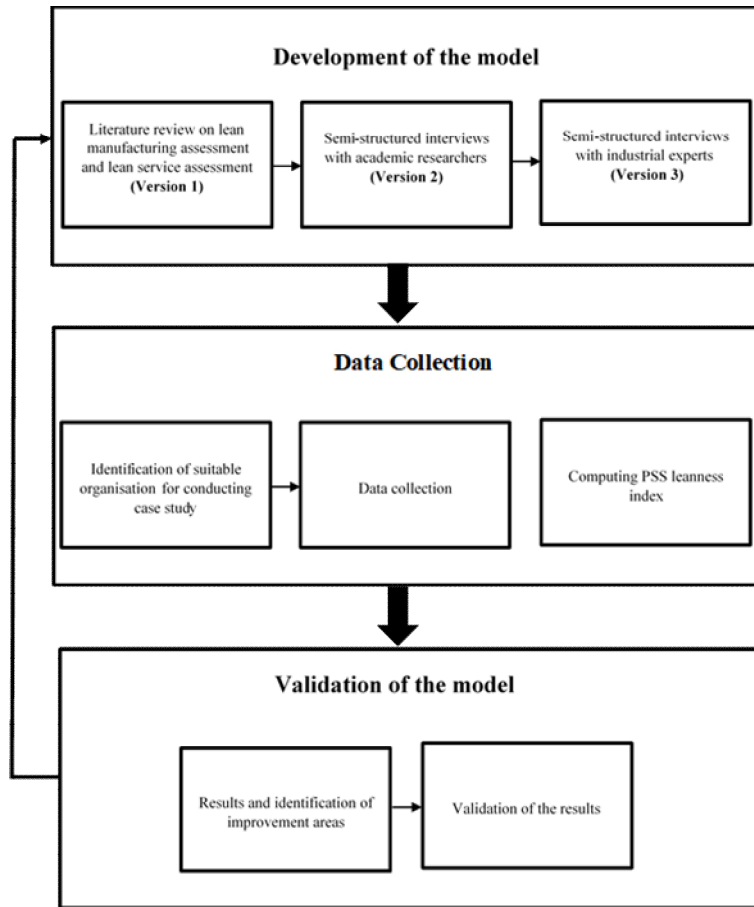 Development of the model
Literature review on lean
manufacturing assessment
and lean service assessment
(Version 1)
Semi-structured interviews
with academic researchers
(Version 2)
Semi-structured interviews
with industrial experts
(Version 3)
Data Collection
Identification of suitable
organisation for conducting
case study
Data collection
Computing PSS leanness
index
Validation of the model
Results and identification of
improvement areas
Validation of the results